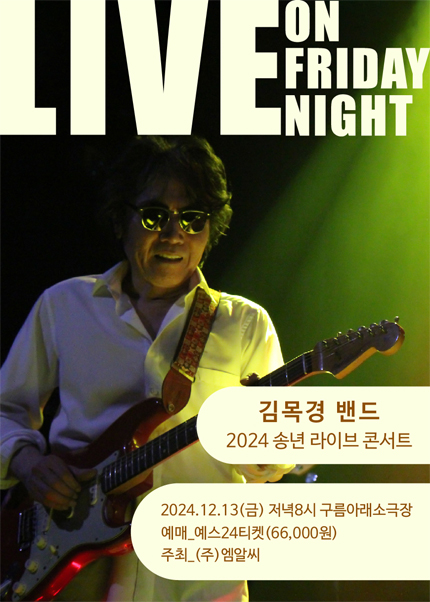 LIVE
ON
FRIDAY
NIGHT
김목경 밴드
2024 송년 라이브 콘서트
2024.12.13(금) 저녁8시 구름아래소극장
예매_예스24티켓(66,000원)
주최_(주)엠알씨